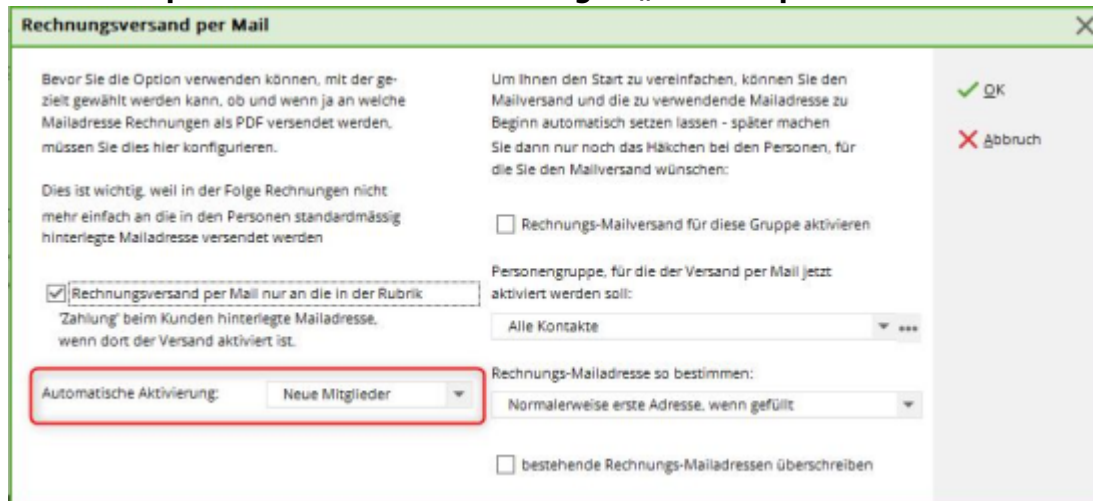 Rechnungsversand per Mail
Bevor Sie die Option verwenden können, mit der ge-
zielt gewählt werden kann, ob und wenn ja an welche
Mailadresse Rechnungen als PDF versendet werden,
müssen Sie dies hier konfigurieren.
Dies ist wichtig, weil in der Folge Rechnungen nicht
mehr einfach an die in den Personen standardmässig
hinterlegte Mailadresse versendet werden
Rechnungsversand per Mail nur an die in der Rubrik
'Zahlung' beim Kunden hinterlegte Mailadresse,
wenn dort der Versand aktiviert ist.
Automatische Aktivierung: Neue Mitglieder
Um Ihnen den Start zu vereinfachen, können Sie den
Mailversand und die zu verwendende Mailadresse zu
Beginn automatisch setzen lassen - später machen
Sie dann nur noch das Häkchen bei den Personen, für
die Sie den Mailversand wünschen:
Rechnungs-Mailversand für diese Gruppe aktivieren
Personengruppe, für die der Versand per Mail jetzt
aktiviert werden soll:
Alle Kontakte
Rechnungs-Mailadresse so bestimmen:
Normalerweise erste Adresse, wenn gefüllt
bestehende Rechnungs-Mailadressen überschreiben
OK
Abbruch